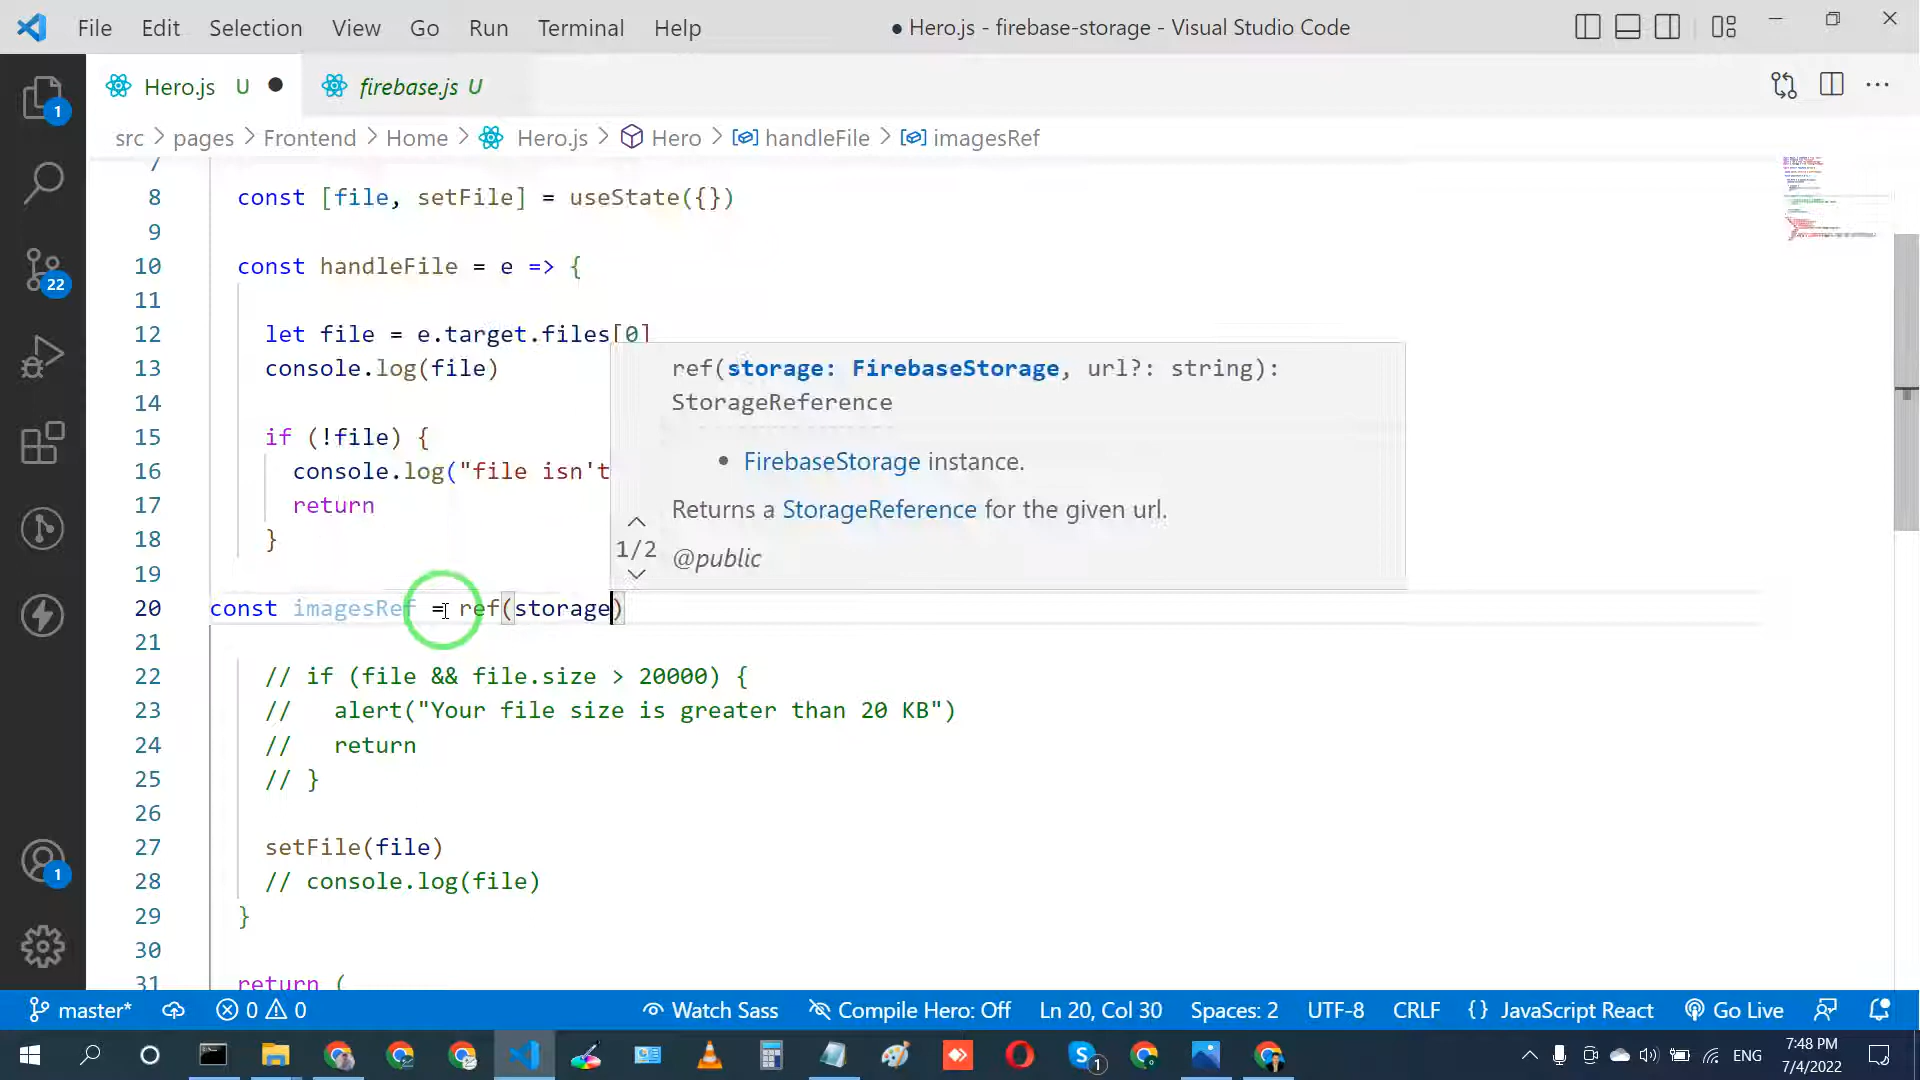 File Edit Selection View Go Run Terminal Help ● Hero.js - firebase-storage - Visual Studio Code
Hero.js U ● firebase.js U
src > pages > Frontend > Home > Hero.js > Hero > handleFile > imagesRef
1
22
1
7
8 const [file, setFile] = useState({})
9
10 const handleFile = e => {
11
12 let file = e.target.files[0]
13 console.log(file)
14
15 if (!file) {
16 console.log("file isn't
17 return
18 }
19
20 const imagesRef = ref(storage)
21
22 // if (file && file.size > 20000) {
23 // alert("Your file size is greater than 20 KB")
24 // return
25 // }
26
27 setFile(file)
28 // console.log(file)
29 }
30
31 return (
ref(storage: FirebaseStorage, url?: string):
StorageReference
• FirebaseStorage instance.
Returns a StorageReference for the given url.
1/2
@public
master* 0 0 Watch Sass Compile Hero: Off Ln 20, Col 30 Spaces: 2 UTF-8 CRLF {} JavaScript React Go Live
1 ENG 7:48 PM
7/4/2022